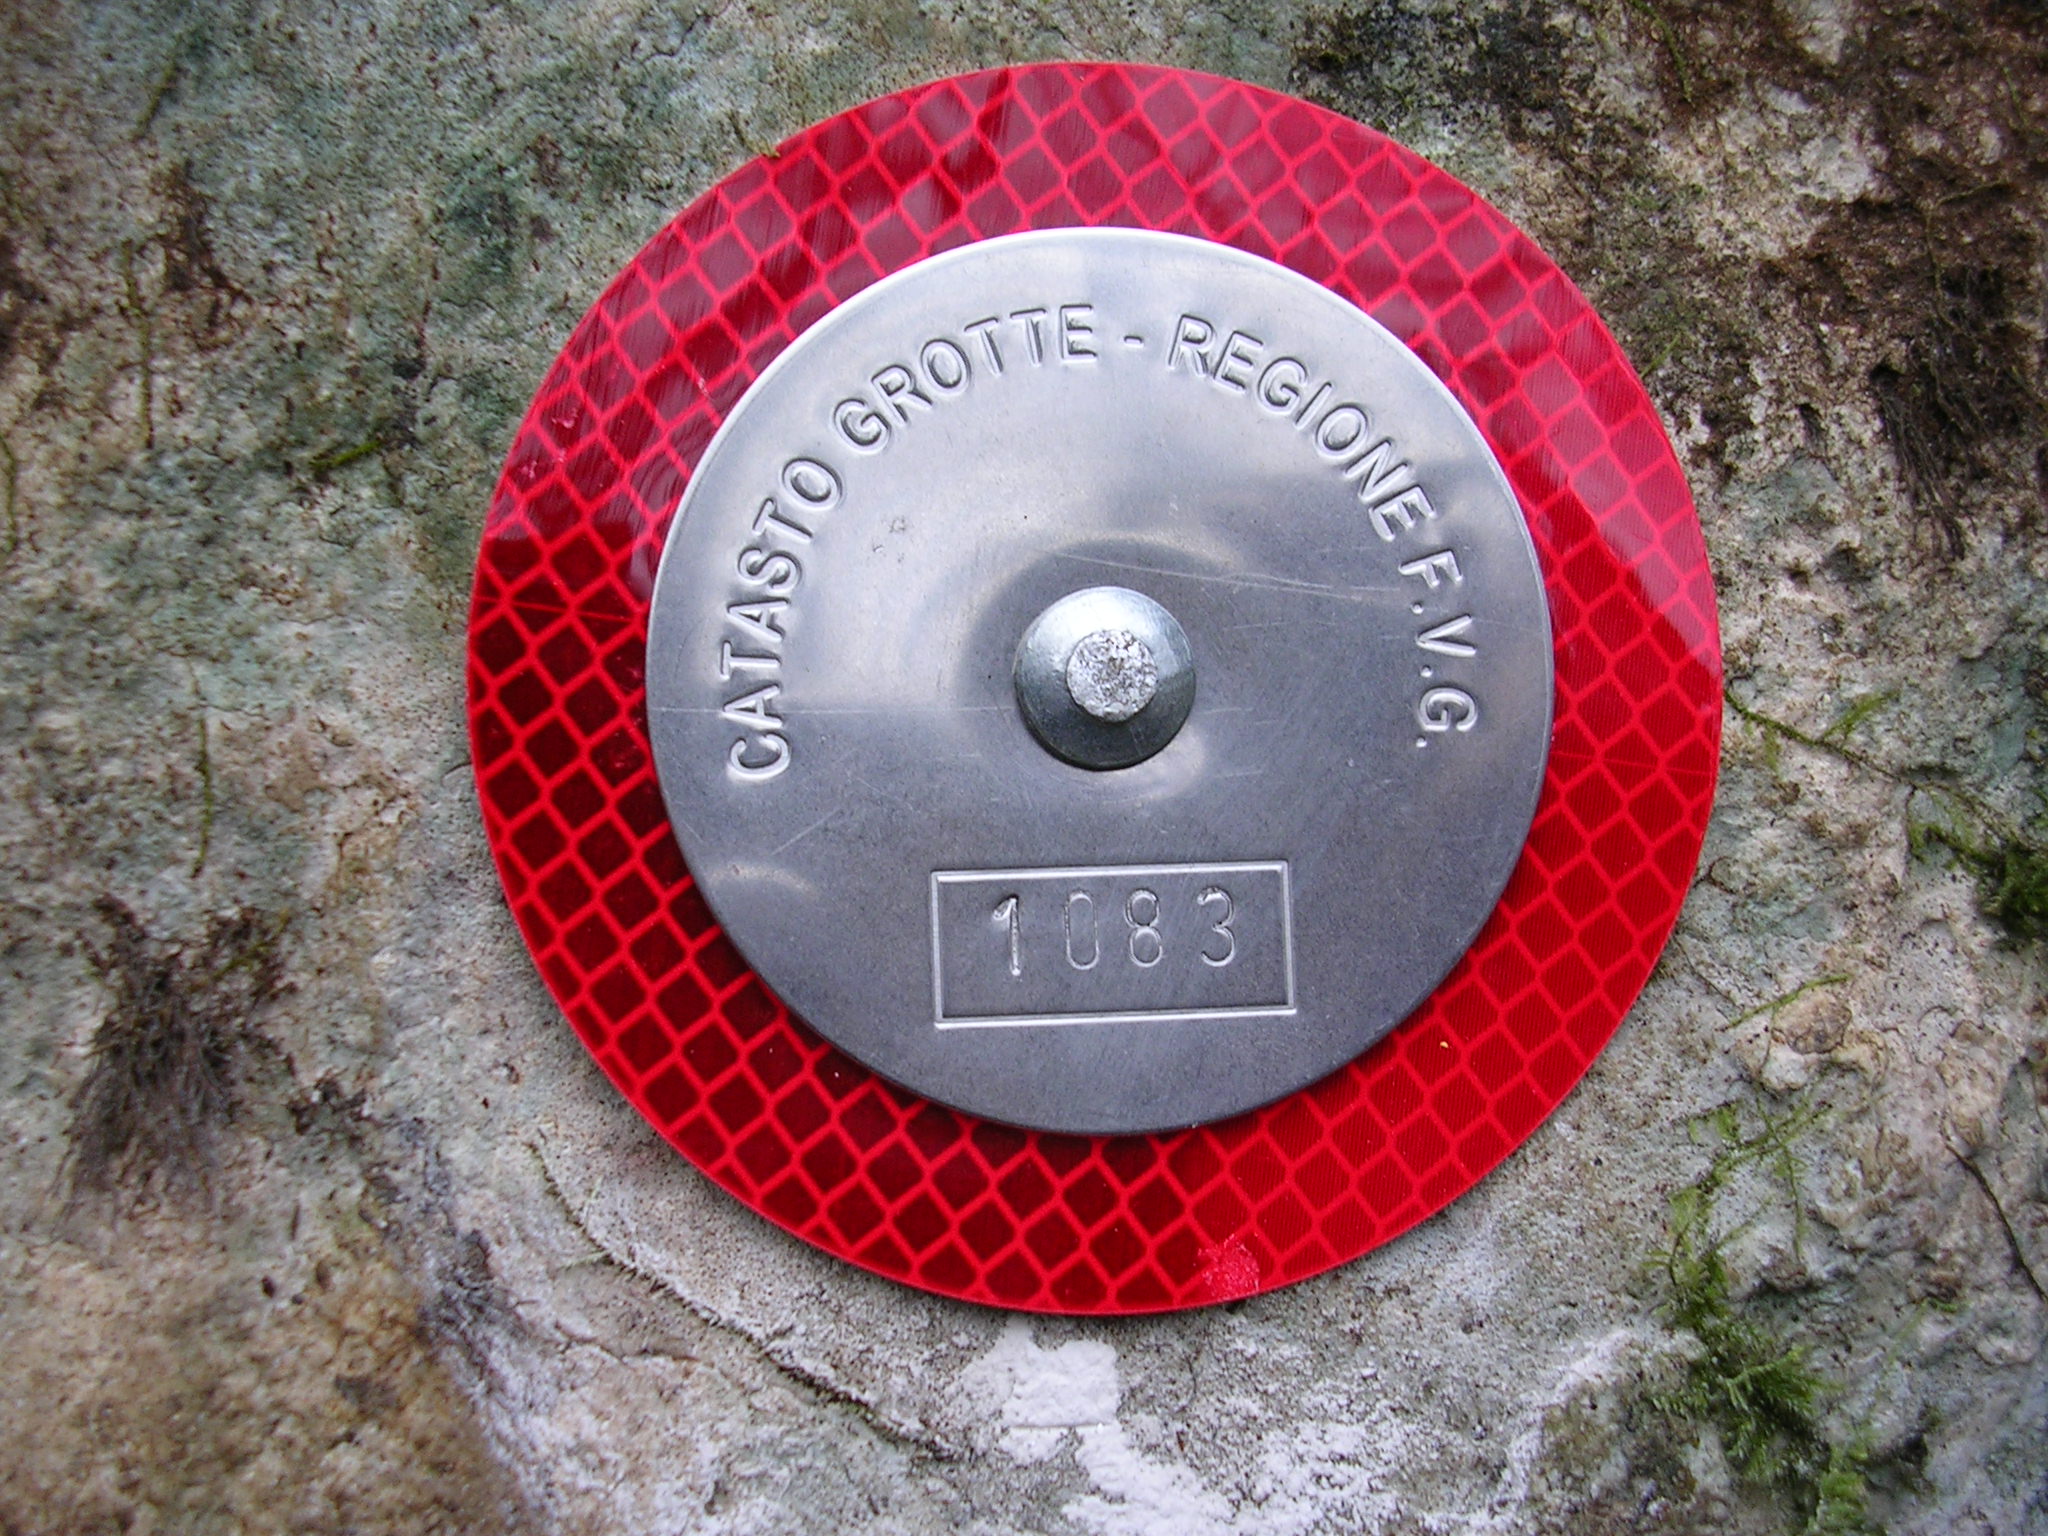 CATASTO GROTTE - REGIONE F.V.G.
1083